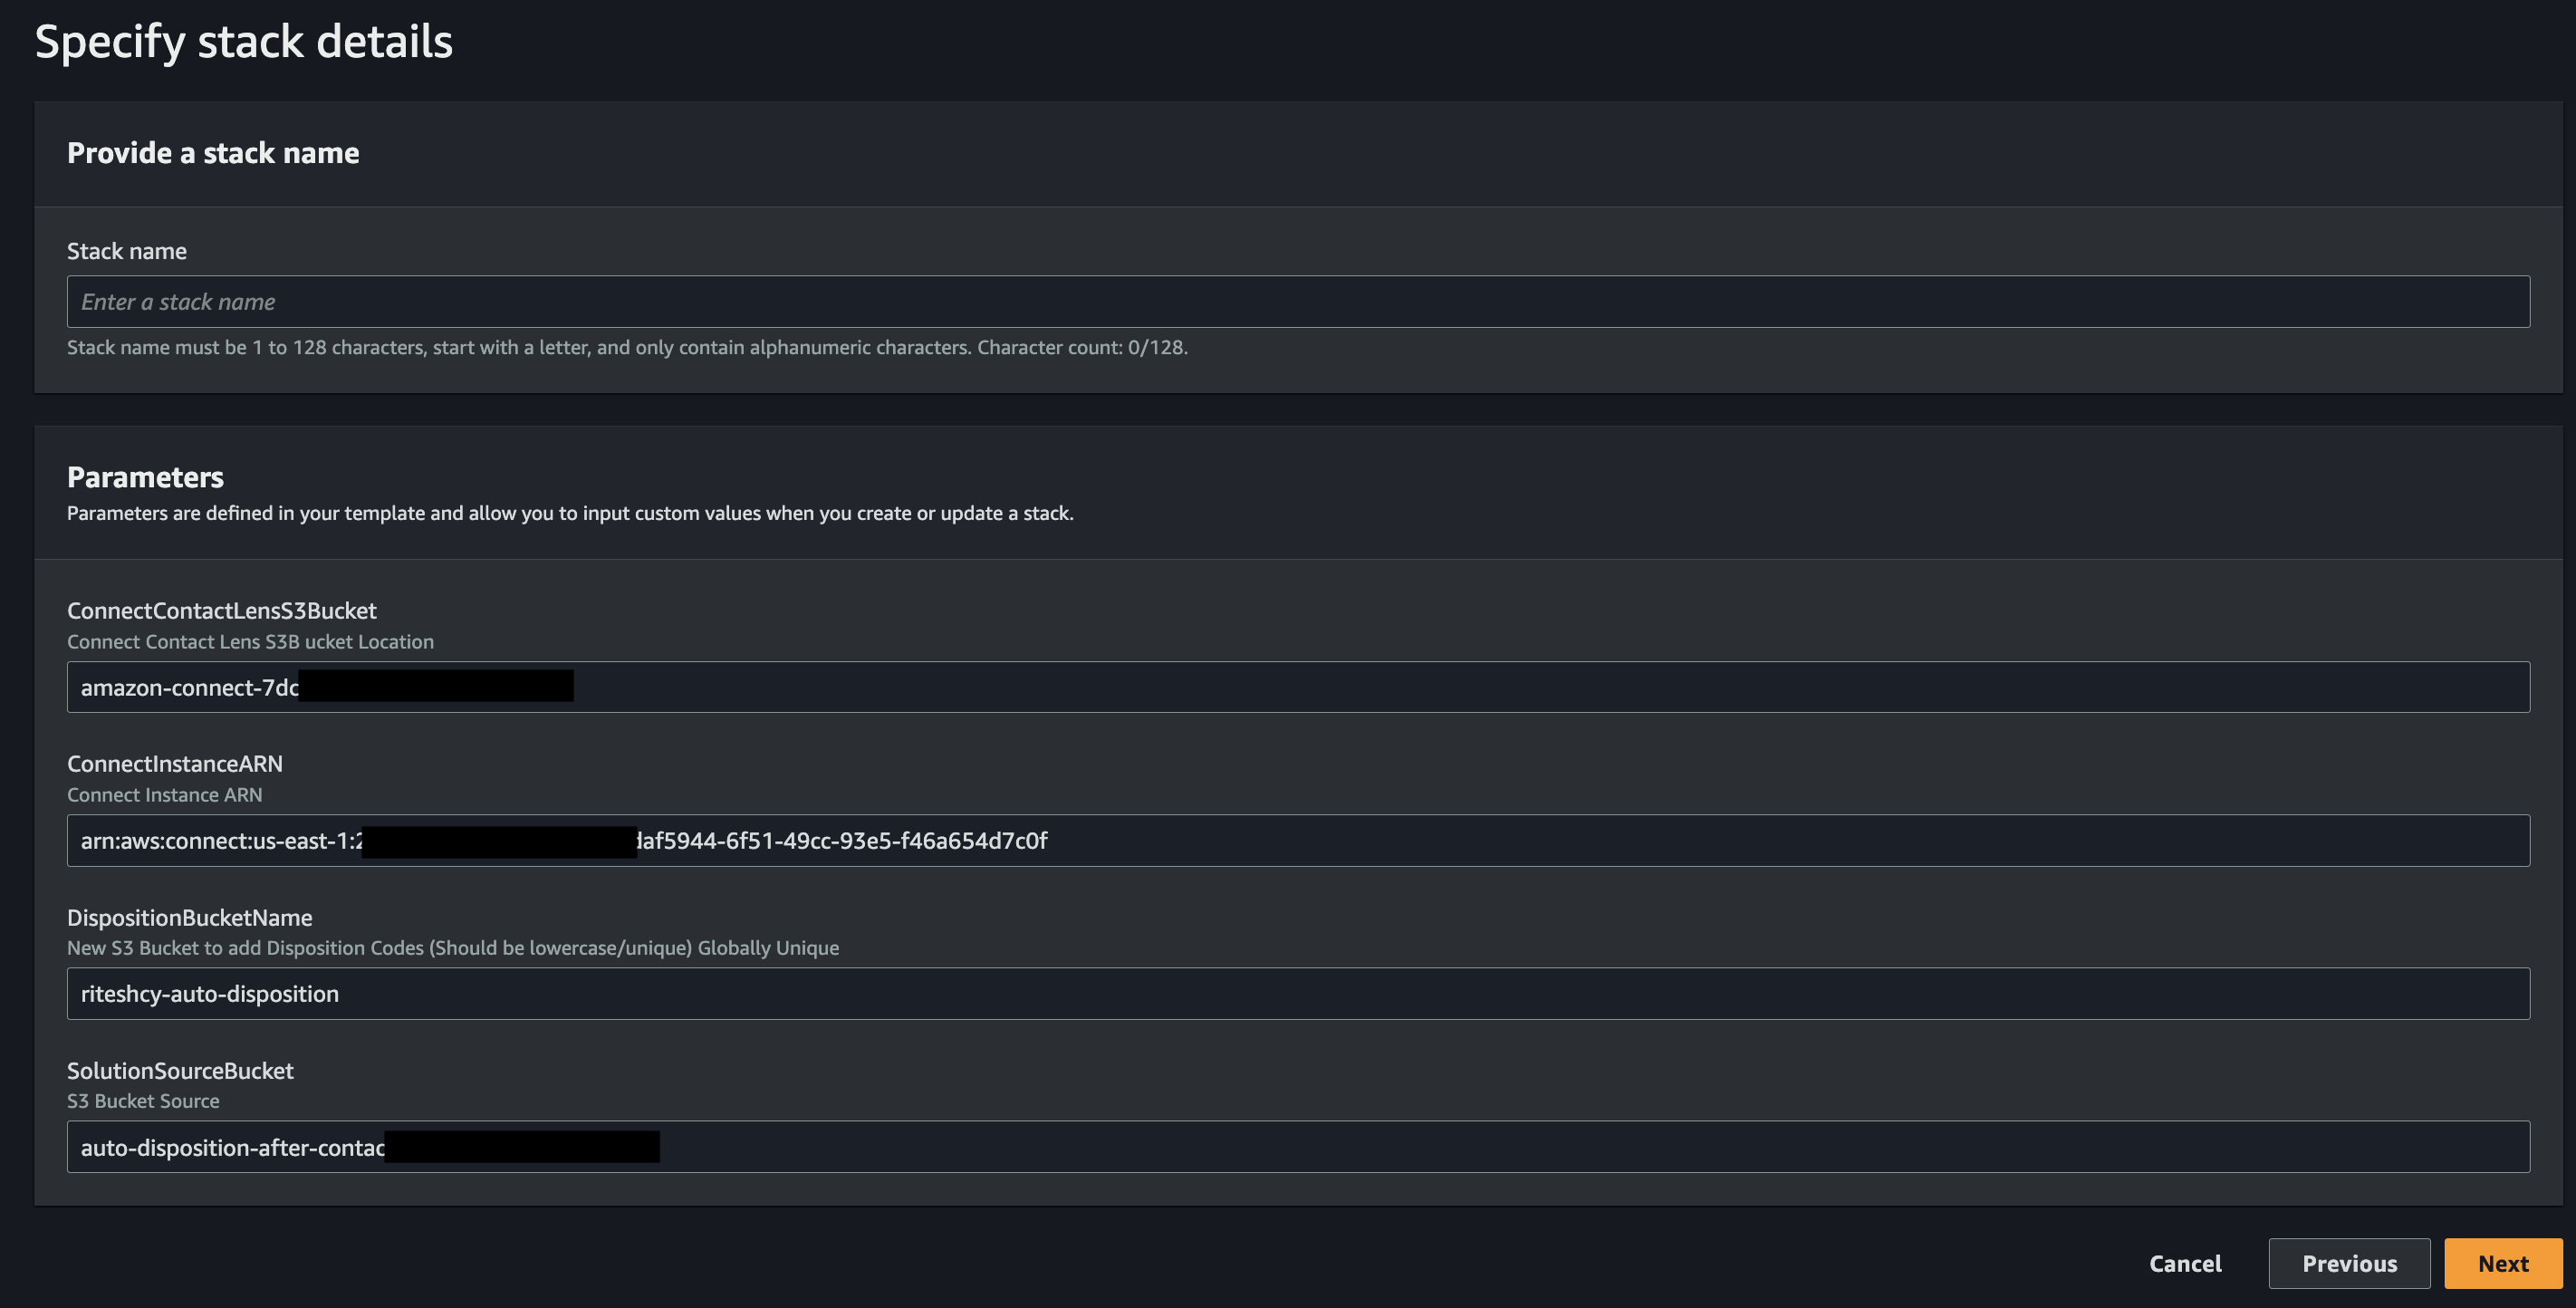 Specify stack details
Provide a stack name
Stack name
Enter a stack name
Stack name must be 1 to 128 characters, start with a letter, and only contain alphanumeric characters. Character count: 0/128.
Parameters
Parameters are defined in your template and allow you to input custom values when you create or update a stack.
ConnectContactLensS3Bucket
Connect Contact Lens S3B ucket Location
amazon-connect-7dc
ConnectInstanceARN
Connect Instance ARN
arn:aws:connect:us-east-1:2 daf5944-6f51-49cc-93e5-f46a654d7c0f
DispositionBucketName
New S3 Bucket to add Disposition Codes (Should be lowercase/unique) Globally Unique
riteshcy-auto-disposition
SolutionSourceBucket
S3 Bucket Source
auto-disposition-after-contac
Cancel
Previous
Next